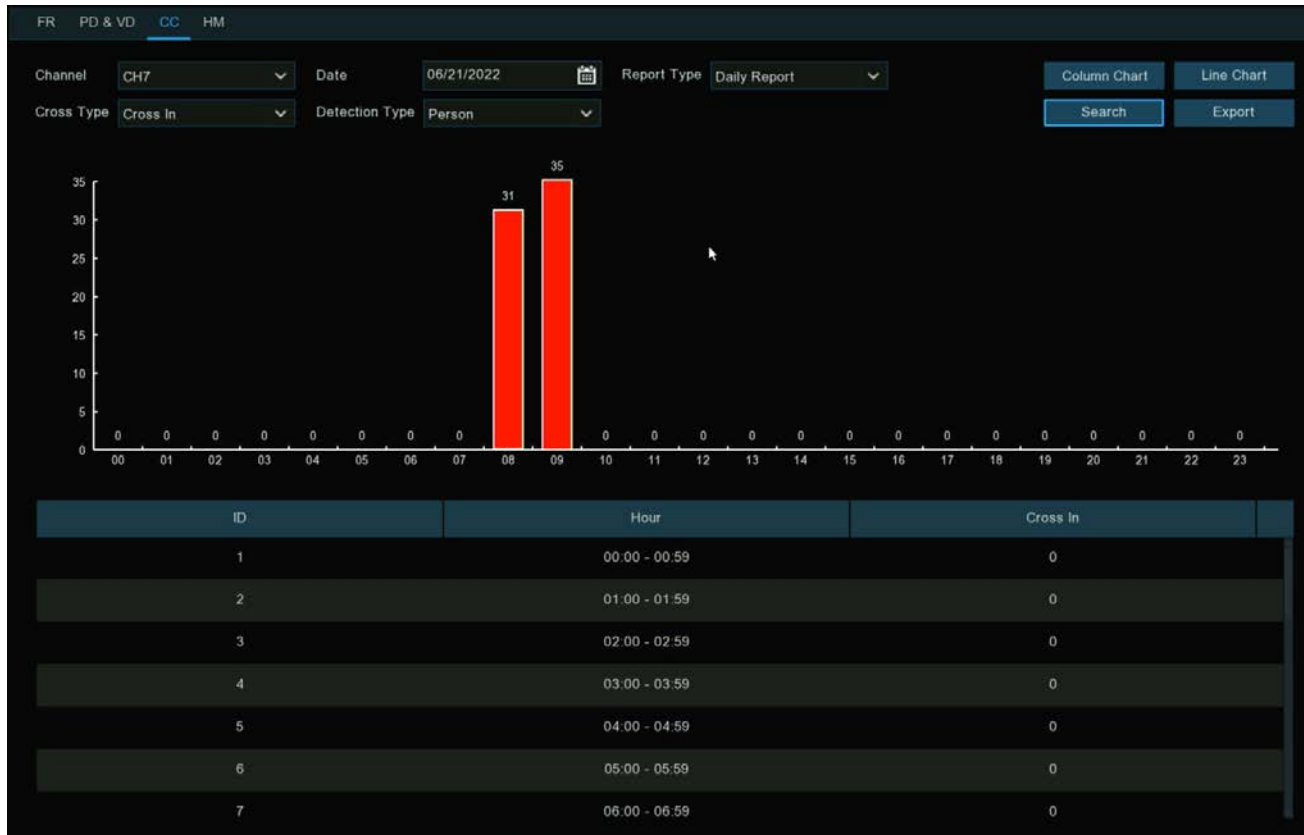 FR PD & VD CC HM
Channel CH7 Date 06/21/2022 Report Type Daily Report Column Chart Line Chart
Cross Type Cross In Detection Type Person Search Export
35
35
31
30
25
20
15
10
5
0 0 0 0 0 0 0 0 0 0 0 0 0 0 0 0 0 0 0 0 0 0
0
00 01 02 03 04 05 06 07 08 09 10 11 12 13 14 15 16 17 18 19 20 21 22 23
ID Hour Cross In
1 00:00 - 00:59 0
2 01:00 - 01:59 0
3 02:00 - 02:59 0
4 03:00 - 03:59 0
5 04:00 - 04:59 0
6 05:00 - 05:59 0
7 06:00 - 06:59 0